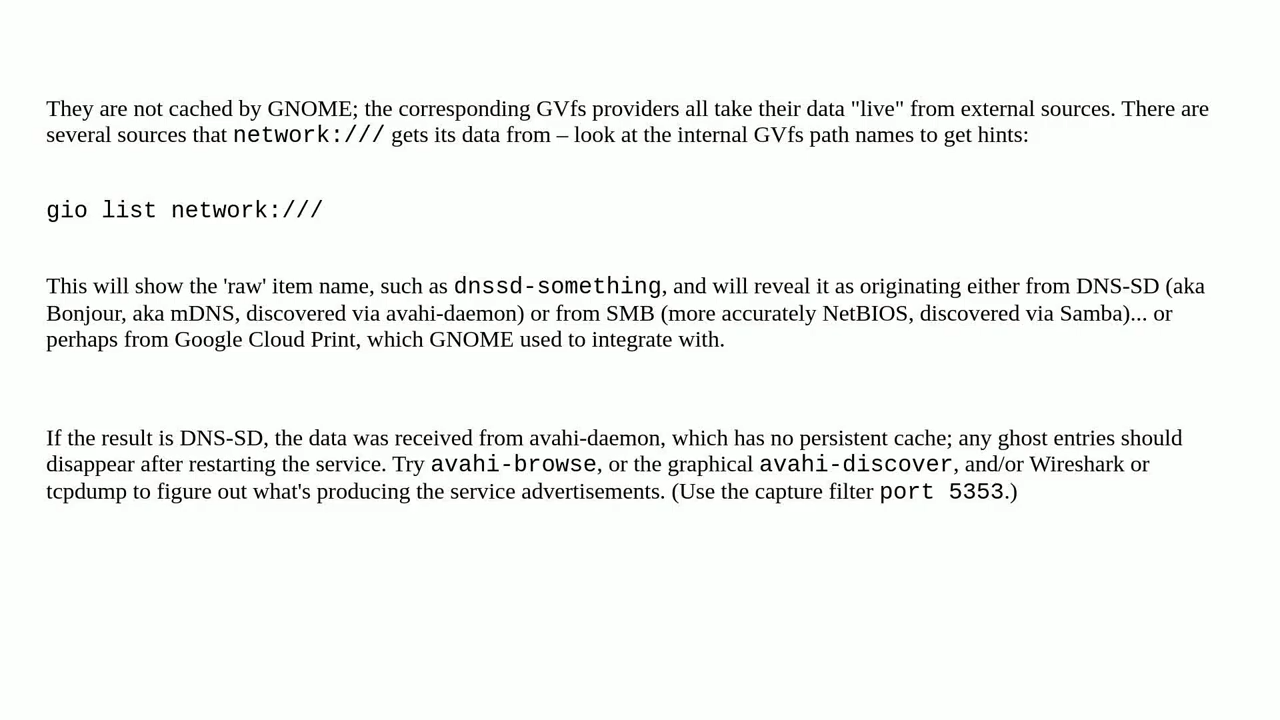 They are not cached by GNOME; the corresponding GVfs providers all take their data "live" from external sources. There are
several sources that network:/// gets its data from – look at the internal GVfs path names to get hints:
gio list network:///
This will show the 'raw' item name, such as dnssd-something, and will reveal it as originating either from DNS-SD (aka
Bonjour, aka mDNS, discovered via avahi-daemon) or from SMB (more accurately NetBIOS, discovered via Samba)... or
perhaps from Google Cloud Print, which GNOME used to integrate with.
If the result is DNS-SD, the data was received from avahi-daemon, which has no persistent cache; any ghost entries should
disappear after restarting the service. Try avahi-browse, or the graphical avahi-discover, and/or Wireshark or
tcpdump to figure out what's producing the service advertisements. (Use the capture filter port 5353.)